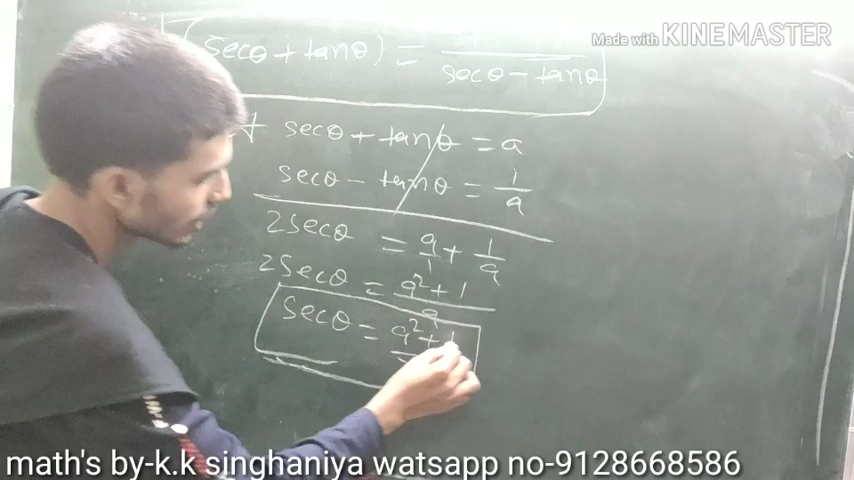 Made with KINEMASTER
secθ + tanθ) = 1 / secθ - tanθ
secθ + tanθ = a
secθ - tanθ = 1/a
2secθ = a/1 + 1/a
2secθ = a²+1 / a
secθ = a²+1
math's by-k.k singhaniya watsapp no-9128668586